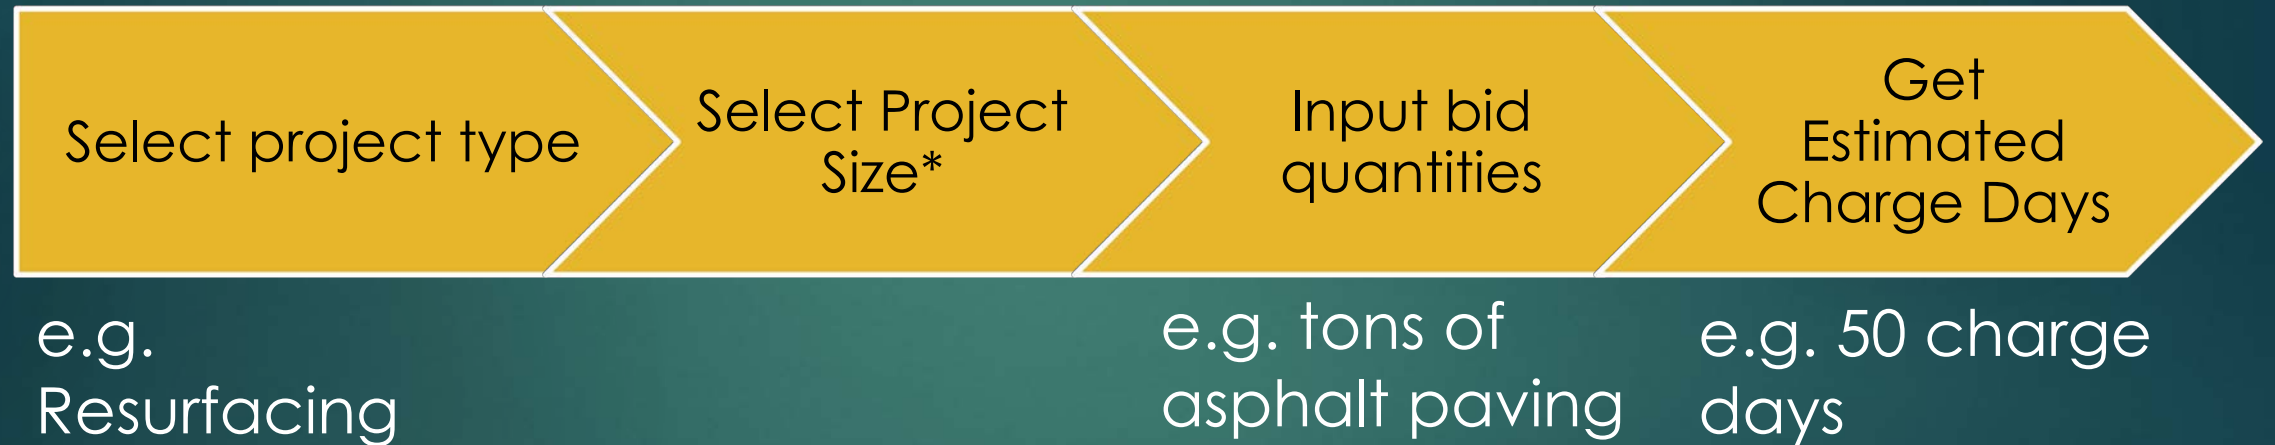 Select project type
Select Project
Size*
Input bid
quantities
Get
Estimated
Charge Days
e.g.
Resurfacing
e.g. tons of
asphalt paving
e.g. 50 charge
days